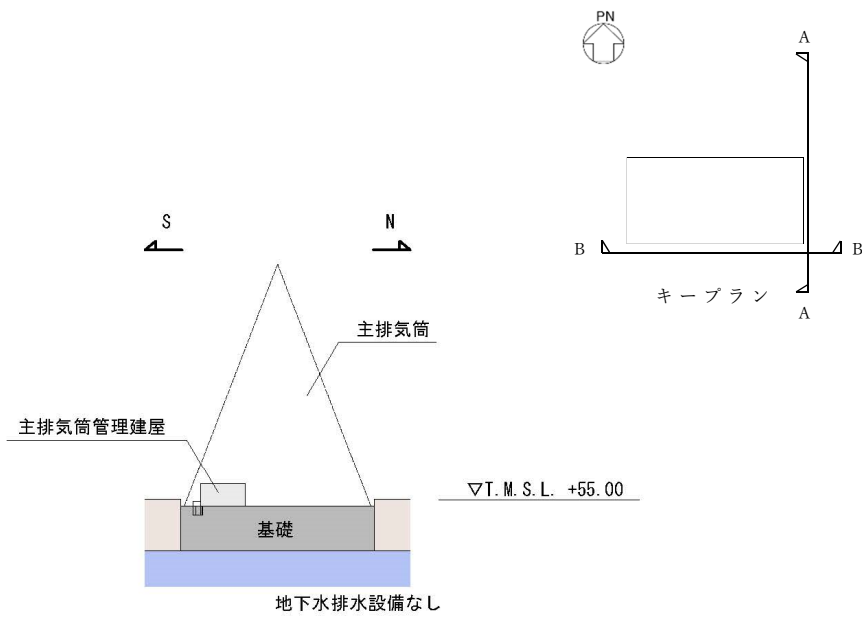 PN
A
B
B
キープラン
A
S
N
主排気筒
主排気筒管理建屋
▽T.M.S.L. +55.00
基礎
地下水排水設備なし